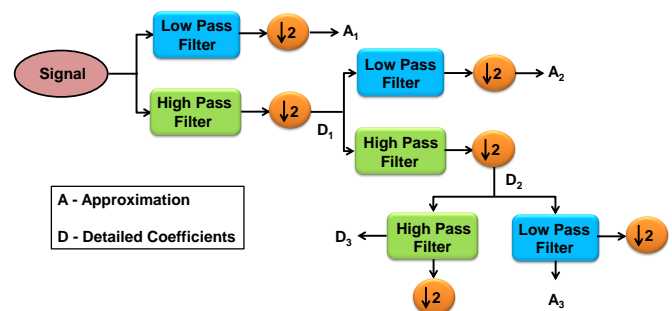 Low Pass
Filter
↓2
A1
Signal
Low Pass
Filter
↓2
A2
High Pass
Filter
↓2
D1
High Pass
Filter
↓2
D2
A - Approximation
D - Detailed Coefficients
D3
High Pass
Filter
Low Pass
Filter
↓2
↓2
A3